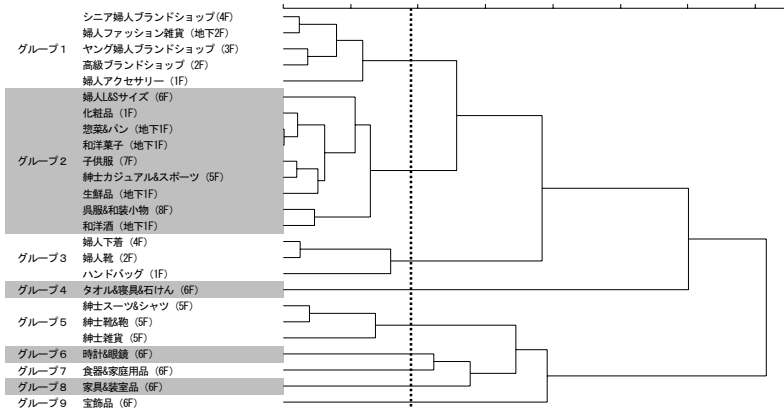 シニア婦人ブランドショップ(4F)
婦人ファッション雑貨（地下2F）
グループ１ ヤング婦人ブランドショップ（3F）
高級ブランドショップ（2F）
婦人アクセサリー（1F）
婦人L&Sサイズ（6F）
化粧品（1F）
惣菜&パン（地下1F）
和洋菓子（地下1F）
グループ２ 子供服（7F）
紳士カジュアル&スポーツ（5F）
生鮮品（地下1F）
呉服&和装小物（8F）
和洋酒（地下1F）
婦人下着（4F）
グループ３ 婦人靴（2F）
ハンドバッグ（1F）
グループ４ タオル&寝具&石けん（6F）
紳士スーツ&シャツ（5F）
グループ５ 紳士靴&鞄（5F）
紳士雑貨（5F）
グループ６ 時計&眼鏡（6F）
グループ７ 食器&家庭用品（6F）
グループ８ 家具&装室品（6F）
グループ９ 宝飾品（6F）